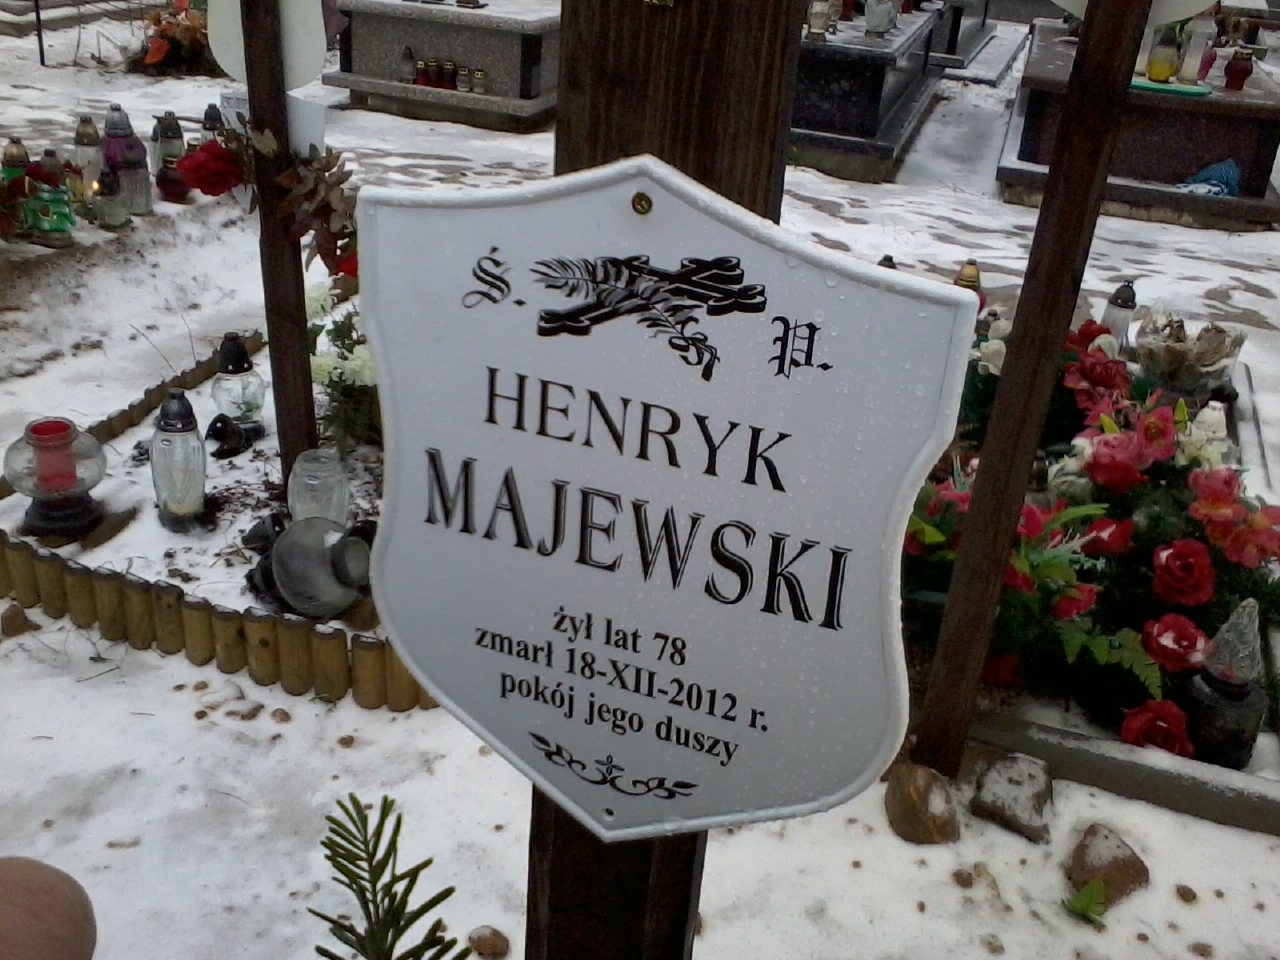 Ś. P.
HENRYK
MAJEWSKI
żył lat 78
zmarł 18-XII-2012 r.
pokój jego duszy